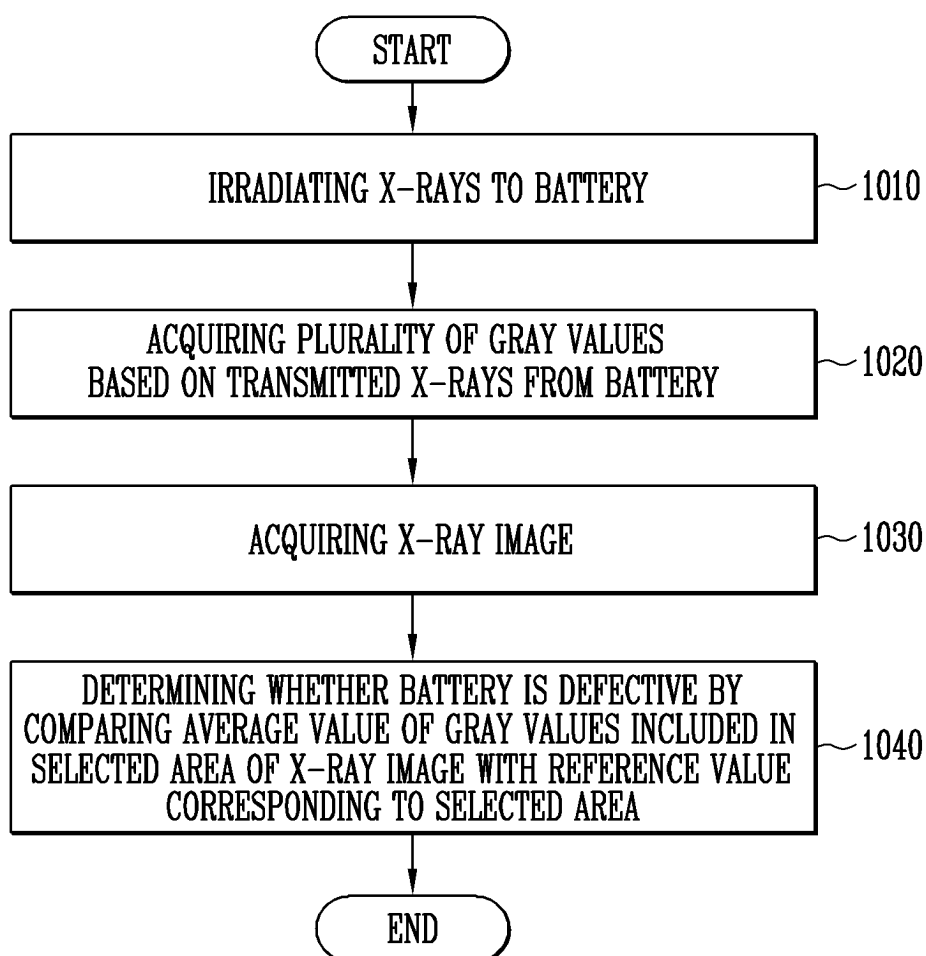 START
IRRADIATING X-RAYS TO BATTERY
1010
ACQUIRING PLURALITY OF GRAY VALUES
BASED ON TRANSMITTED X-RAYS FROM BATTERY
1020
ACQUIRING X-RAY IMAGE
1030
DETERMINING WHETHER BATTERY IS DEFECTIVE BY
COMPARING AVERAGE VALUE OF GRAY VALUES INCLUDED IN
SELECTED AREA OF X-RAY IMAGE WITH REFERENCE VALUE
CORRESPONDING TO SELECTED AREA
1040
END